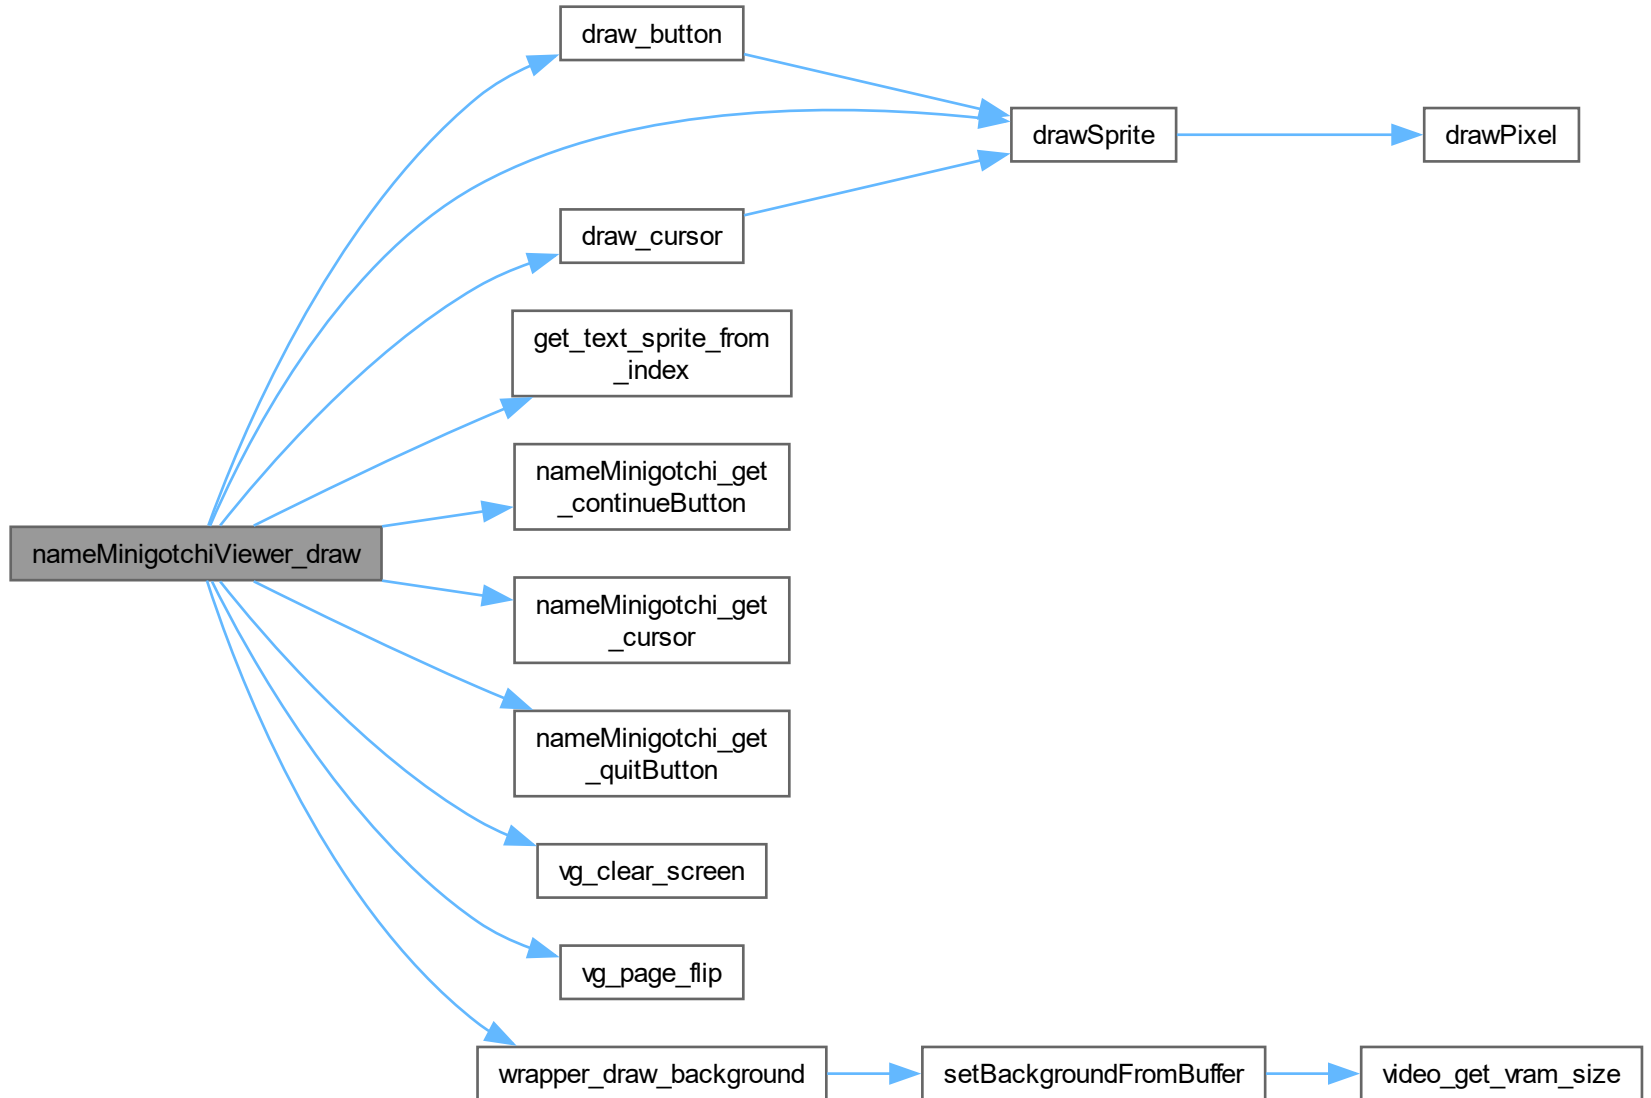 draw_button
drawSprite
drawPixel
draw_cursor
get_text_sprite_from
_index
nameMinigotchi_get
_continueButton
nameMinigotchiViewer_draw
nameMinigotchi_get
_cursor
nameMinigotchi_get
_quitButton
vg_clear_screen
vg_page_flip
wrapper_draw_background
setBackgroundFromBuffer
video_get_vram_size